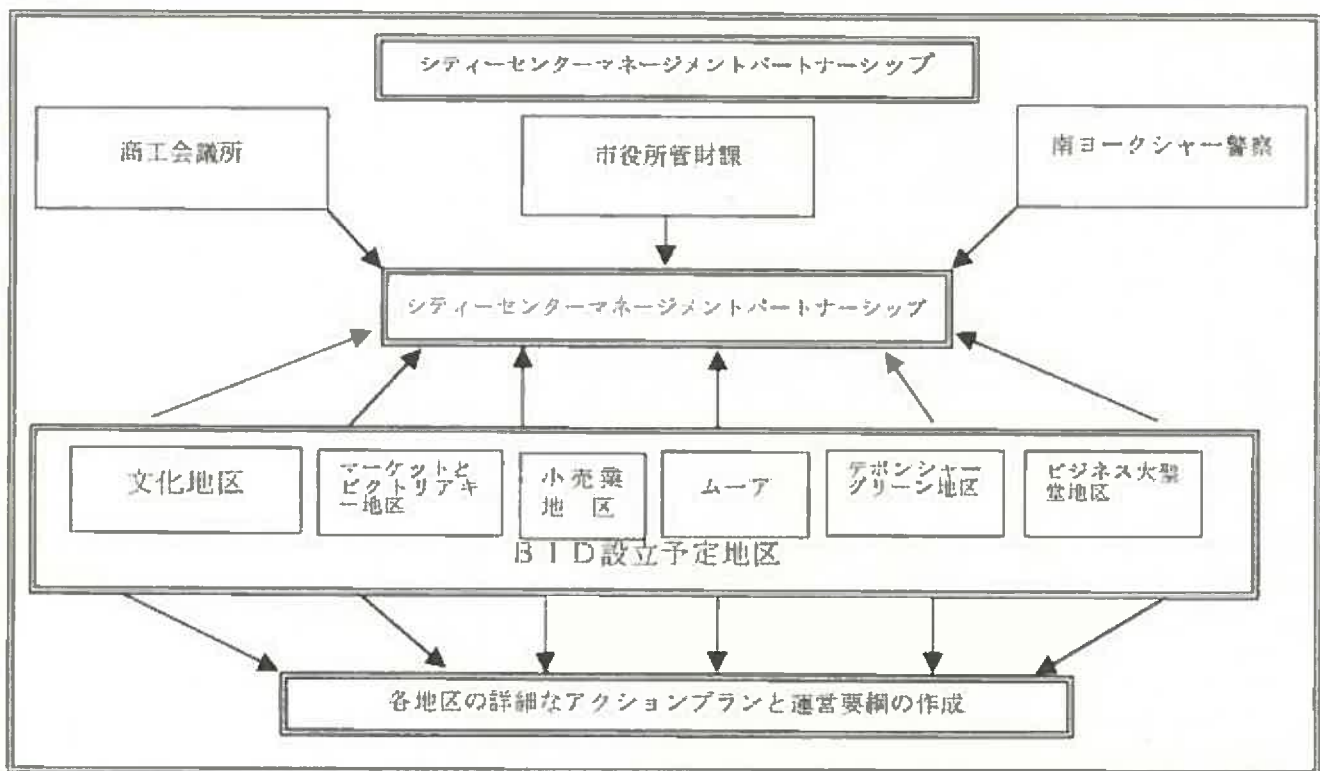 シティーセンターマネージメントパートナーシップ
商工会議所
市役所管財課
南ヨークシャー警察
シティーセンターマネージメントパートナーシップ
文化地区
マーケットと
ビクトリアキ
ー地区
小売業
地　区
ムーア
デボンシャー
グリーン地区
ビジネス大聖
堂地区
ＢＩＤ設立予定地区
各地区の詳細なアクションプランと運営要綱の作成